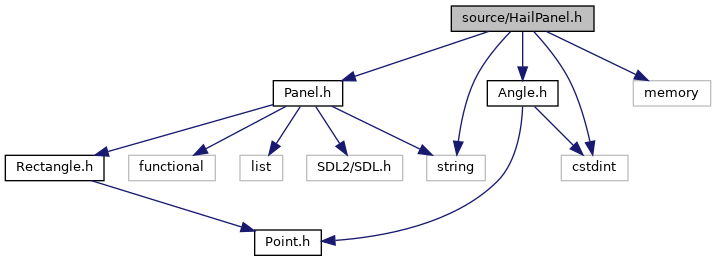 source/HailPanel.h
Panel.h
Angle.h
memory
Rectangle.h
functional
list
SDL2/SDL.h
string
cstdint
Point.h